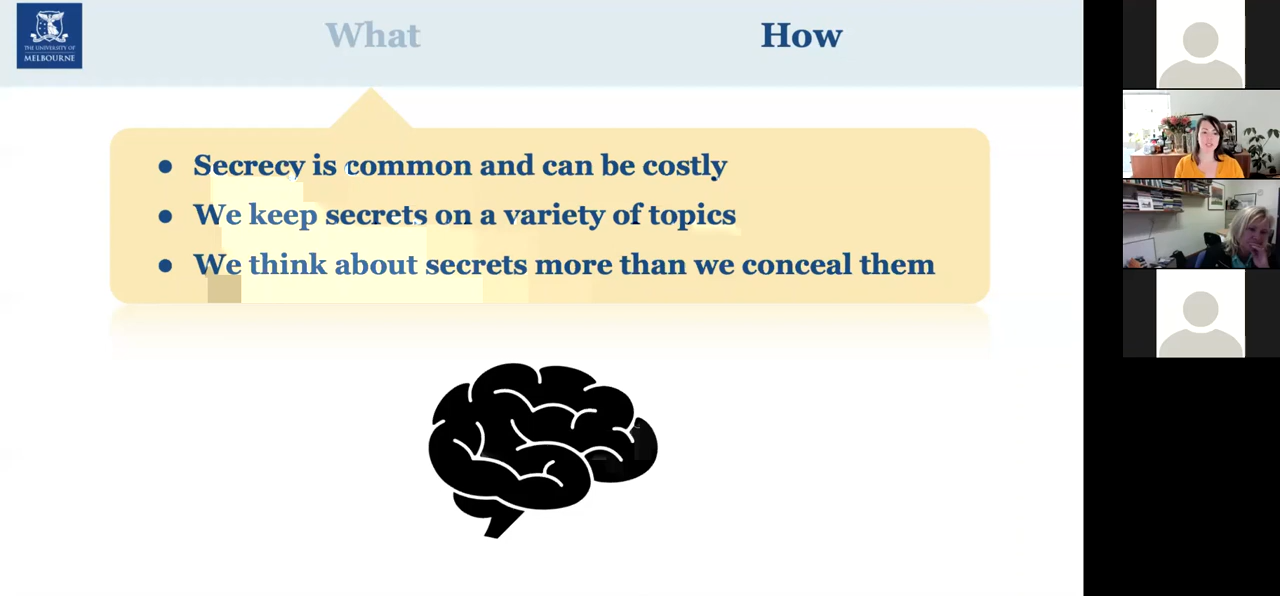 THE UNIVERSITY OF
MELBOURNE
What
How
• Secrecy is common and can be costly
• We keep secrets on a variety of topics
• We think about secrets more than we conceal them